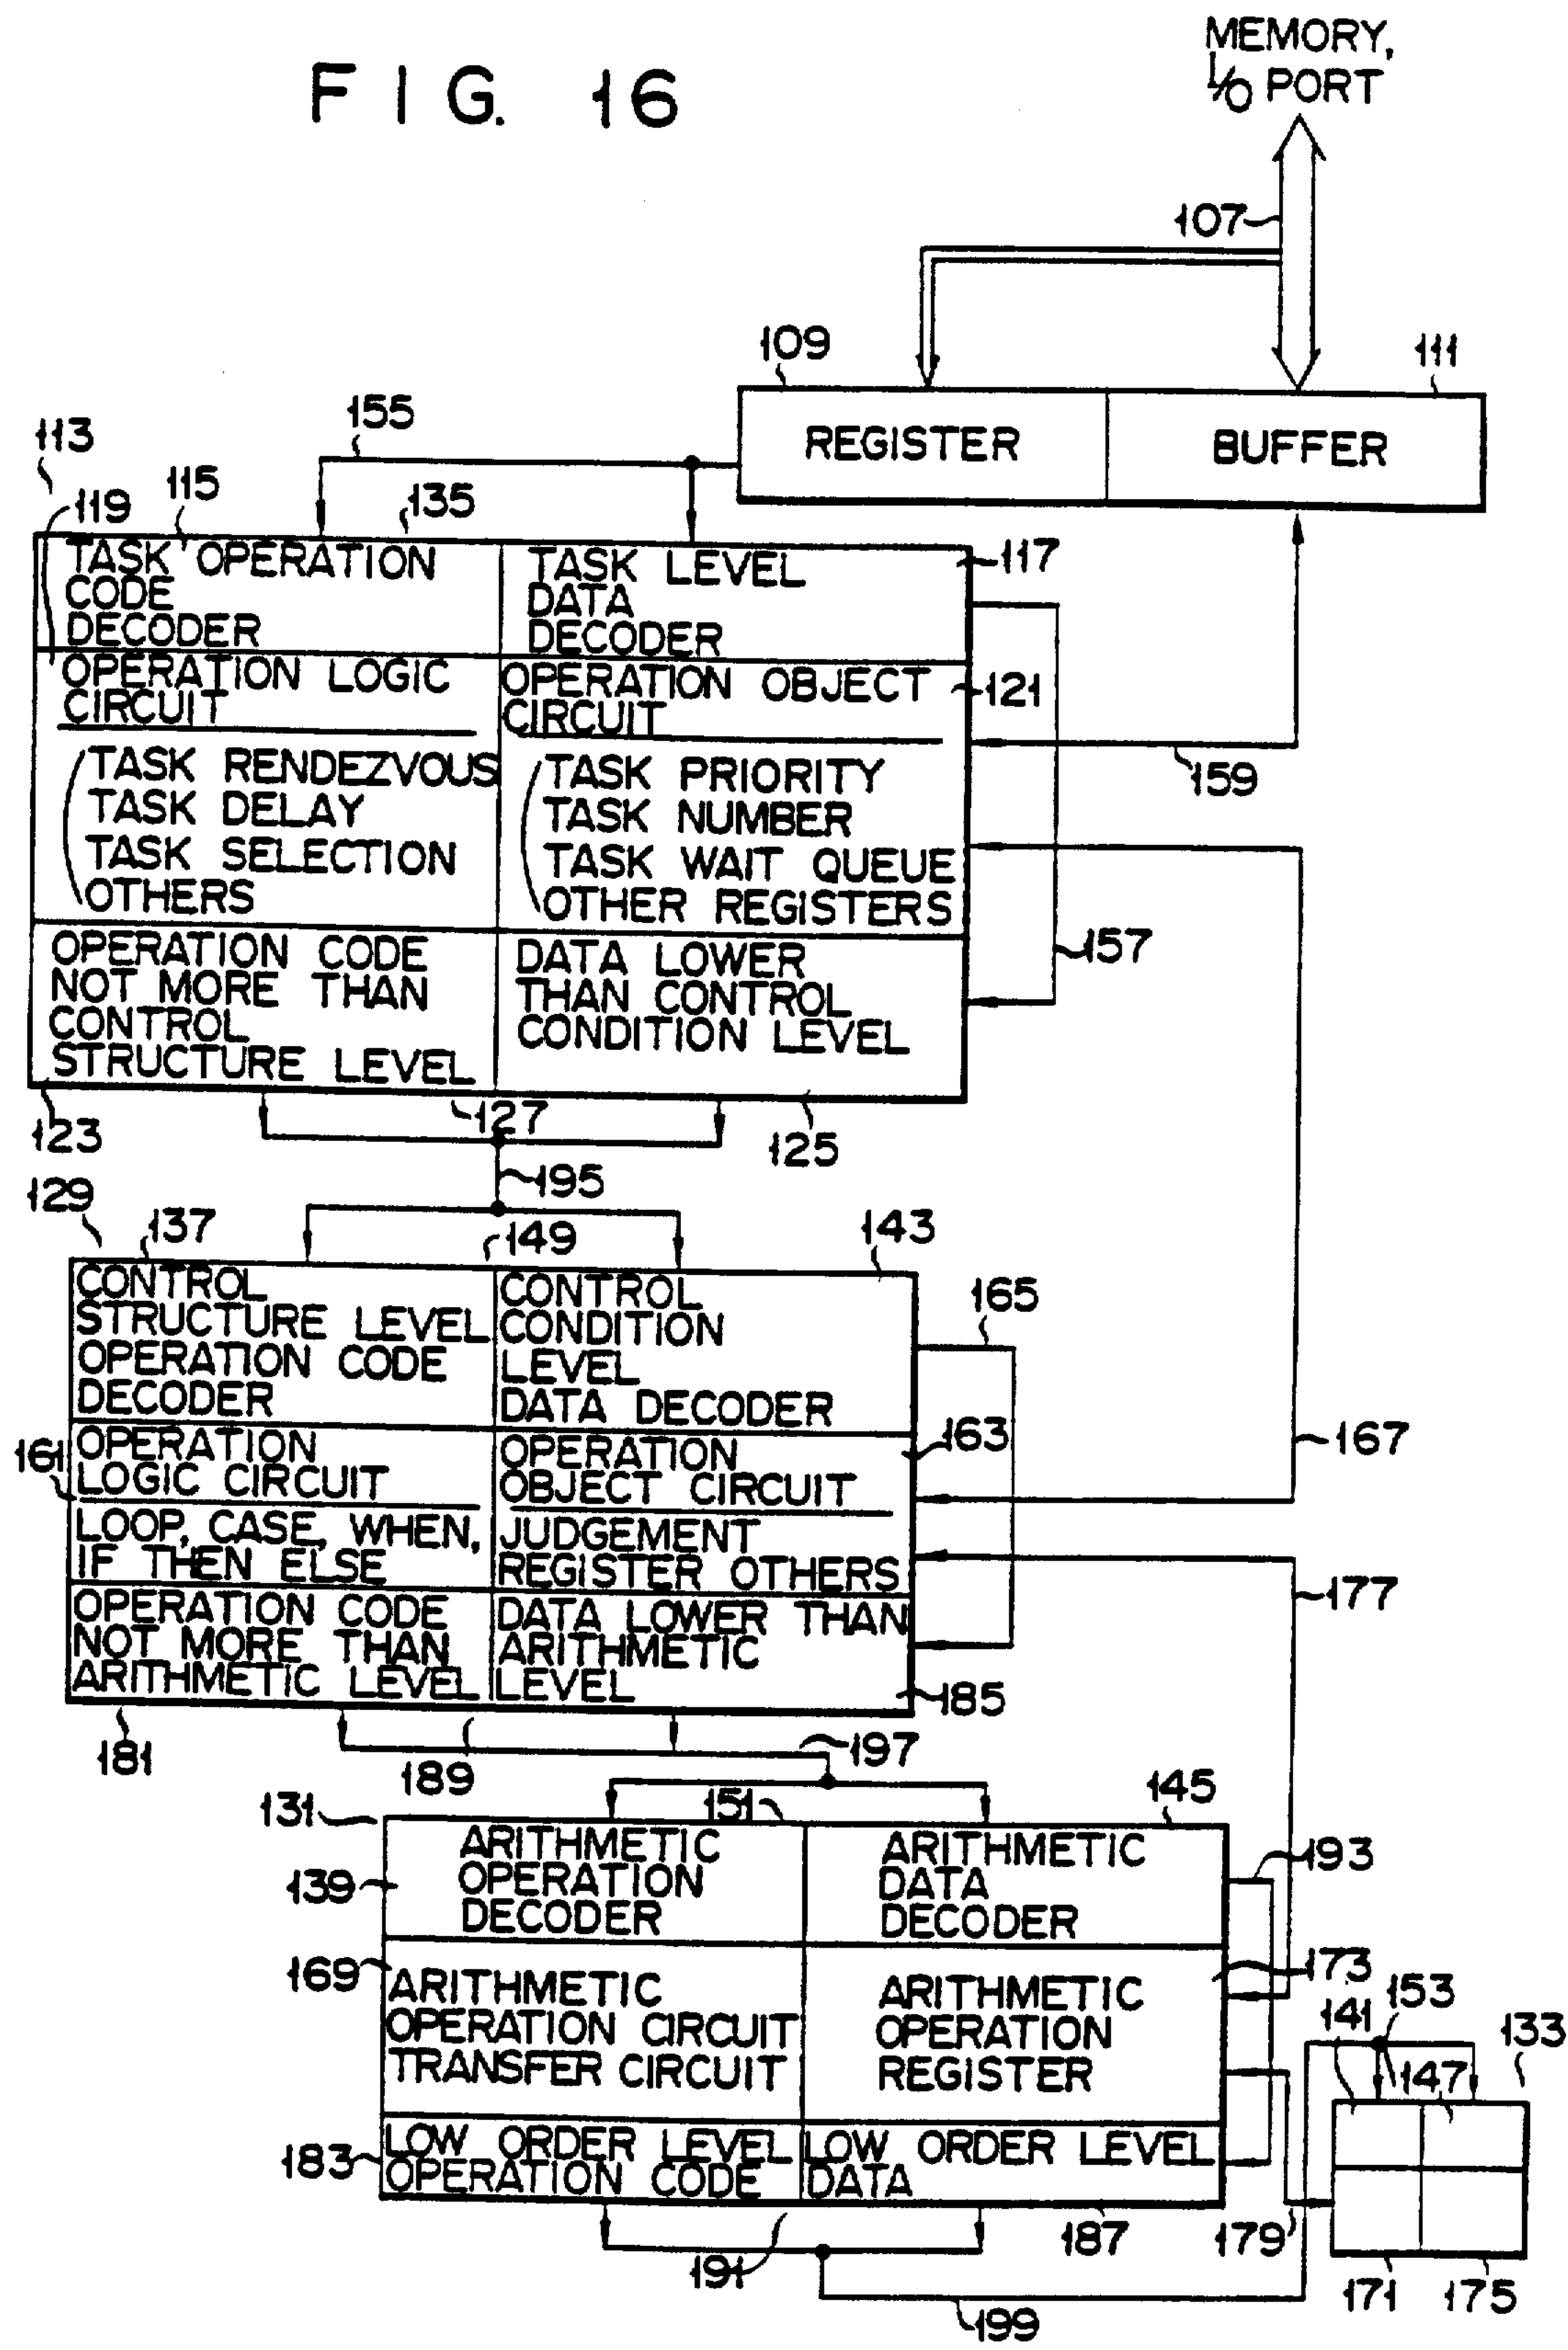 FIG. 16
MEMORY,
I/O PORT
107
109
111
REGISTER
BUFFER
155
113
115
119
135
117
TASK OPERATION
CODE
DECODER
TASK LEVEL
DATA
DECODER
OPERATION LOGIC
CIRCUIT
OPERATION OBJECT
CIRCUIT
121
TASK RENDEZVOUS
TASK DELAY
TASK SELECTION
OTHERS
TASK PRIORITY
TASK NUMBER
TASK WAIT QUEUE
OTHER REGISTERS
159
157
OPERATION CODE
NOT MORE THAN
CONTROL
STRUCTURE LEVEL
DATA LOWER
THAN CONTROL
CONDITION LEVEL
123
127
125
195
129
137
149
143
CONTROL
STRUCTURE LEVEL
OPERATION CODE
DECODER
CONTROL
CONDITION
LEVEL
DATA DECODER
165
161
OPERATION
LOGIC CIRCUIT
OPERATION
OBJECT CIRCUIT
163
167
LOOP, CASE, WHEN,
IF THEN ELSE
JUDGEMENT
REGISTER OTHERS
177
OPERATION CODE
NOT MORE THAN
ARITHMETIC LEVEL
DATA LOWER THAN
ARITHMETIC
LEVEL
185
181
189
197
131
151
145
139
ARITHMETIC
OPERATION
DECODER
ARITHMETIC
DATA
DECODER
193
169
ARITHMETIC
OPERATION CIRCUIT
TRANSFER CIRCUIT
ARITHMETIC
OPERATION
REGISTER
173
141
153
133
147
183
LOW ORDER LEVEL
OPERATION CODE
LOW ORDER LEVEL
DATA
191
187
179
171
175
199